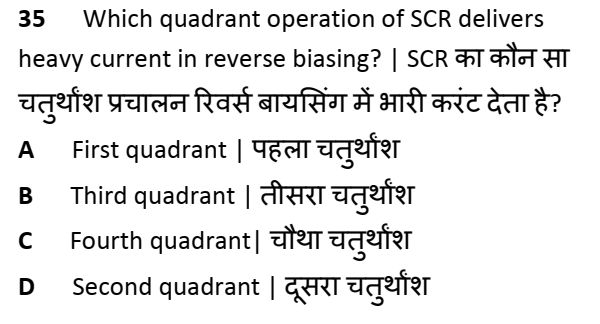 35 Which quadrant operation of SCR delivers
heavy current in reverse biasing? | SCR का कौन सा
चतुर्थांश प्रचालन रिवर्स बायसिंग में भारी करंट देता है?
A First quadrant | पहला चतुर्थांश
B Third quadrant | तीसरा चतुर्थांश
C Fourth quadrant| चौथा चतुर्थांश
D Second quadrant | दूसरा चतुर्थांश